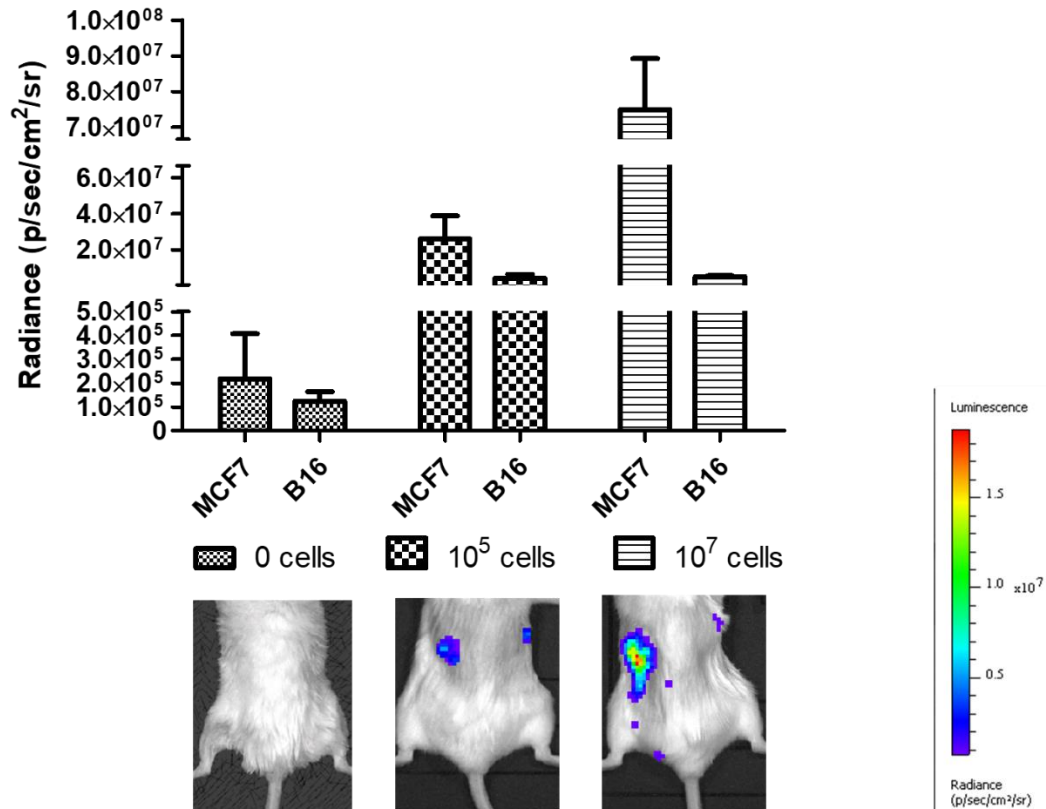 Radiance (p/sec/cm²/sr)
1.0×10⁰⁸
9.0×10⁰⁷
8.0×10⁰⁷
7.0×10⁰⁷
6.0×10⁷
4.0×10⁷
2.0×10⁷
5.0×10⁵
4.0×10⁵
3.0×10⁵
2.0×10⁵
1.0×10⁵
0
MCF7 B16 MCF7 B16 MCF7 B16
0 cells 10⁵ cells 10⁷ cells
Luminescence
1.5
1.0 x10⁷
0.5
Radiance
(p/sec/cm²/sr)